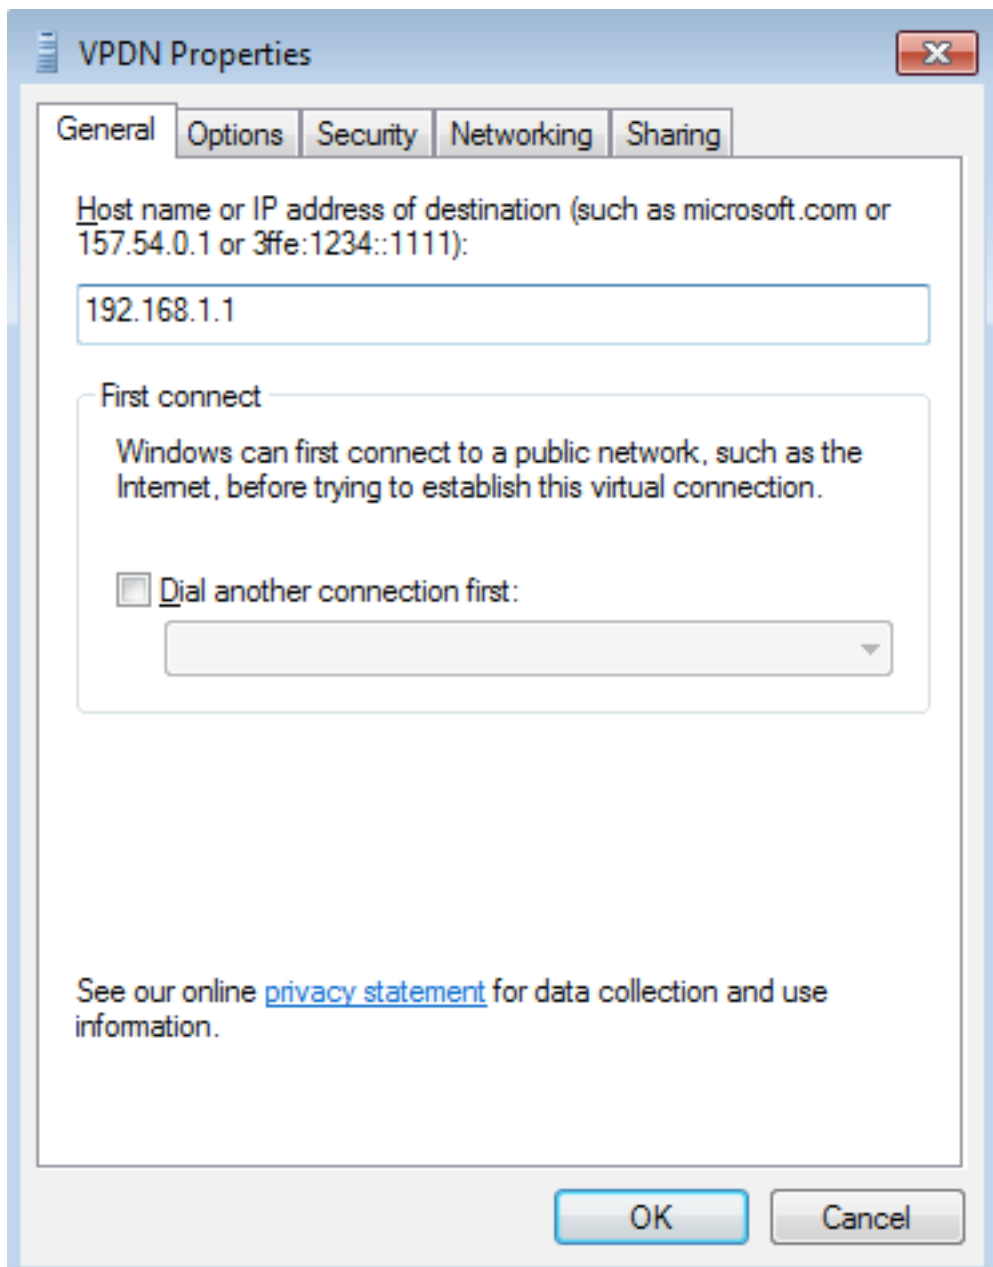 VPDN Properties
General Options Security Networking Sharing
Host name or IP address of destination (such as microsoft.com or
157.54.0.1 or 3ffe:1234::1111):
192.168.1.1
First connect
Windows can first connect to a public network, such as the
Internet, before trying to establish this virtual connection.
Dial another connection first:
See our online privacy statement for data collection and use
information.
OK Cancel